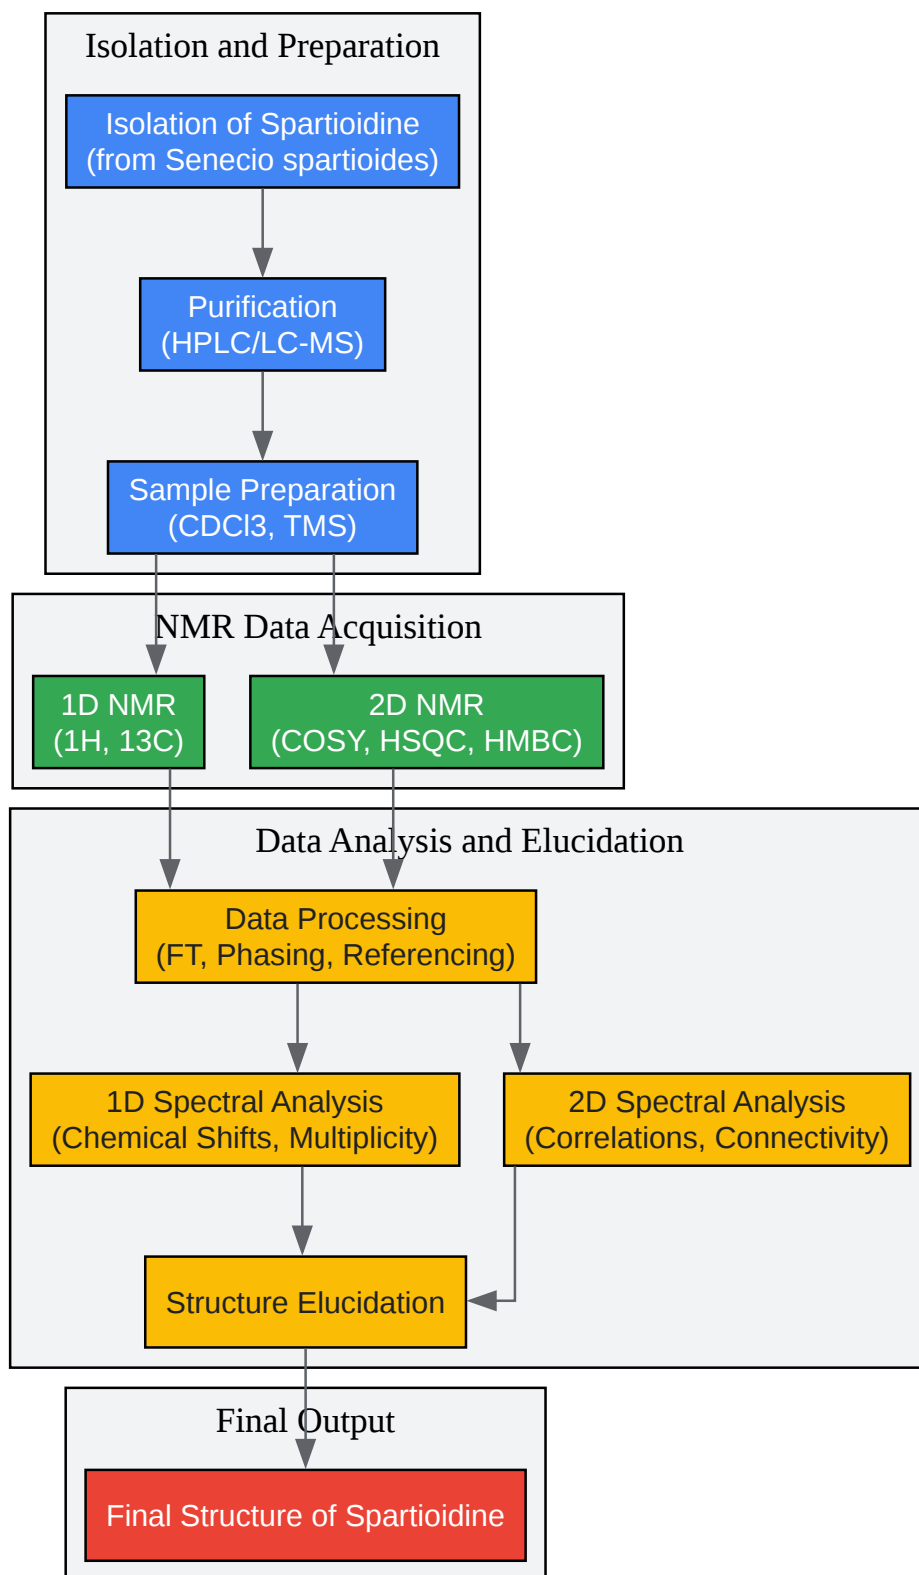 Isolation and Preparation
Isolation of Spartioidine
(from Senecio spartioides)
Purification
(HPLC/LC-MS)
Sample Preparation
(CDCl3, TMS)
NMR Data Acquisition
1D NMR
(1H, 13C)
2D NMR
(COSY, HSQC, HMBC)
Data Analysis and Elucidation
Data Processing
(FT, Phasing, Referencing)
1D Spectral Analysis
(Chemical Shifts, Multiplicity)
2D Spectral Analysis
(Correlations, Connectivity)
Structure Elucidation
Final Output
Final Structure of Spartioidine